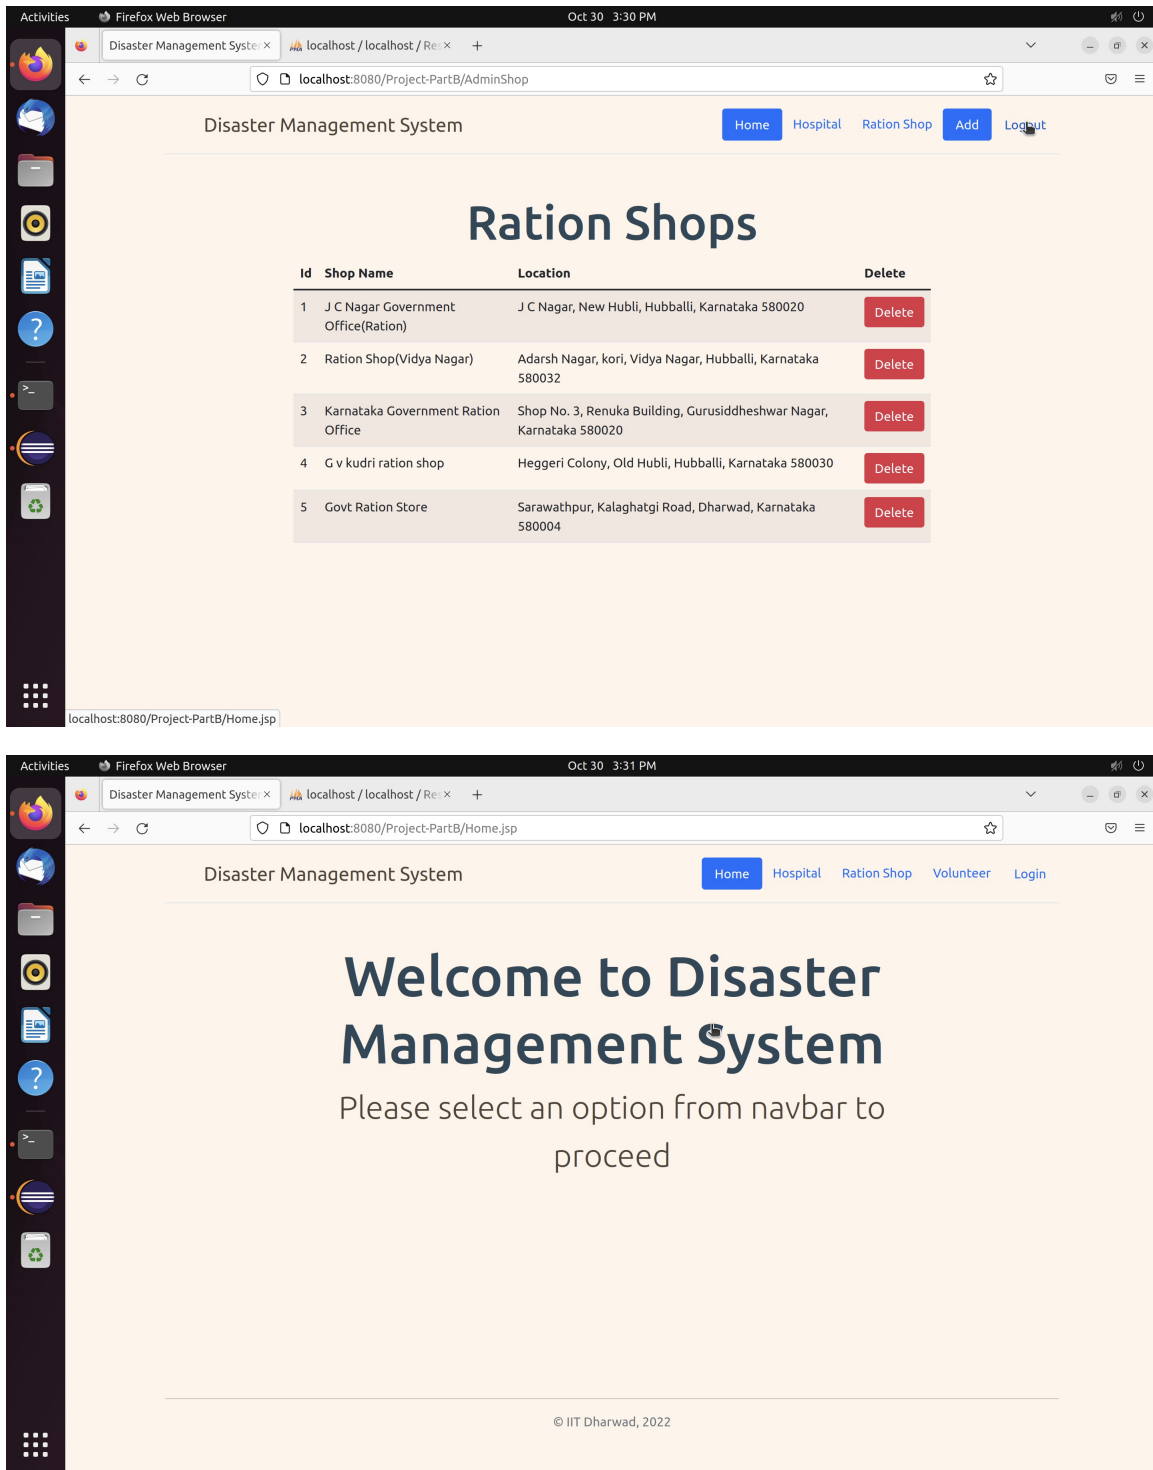 Activities Firefox Web Browser Oct 30 3:30 PM
Disaster Management Syste × localhost / localhost / Re × +
localhost:8080/Project-PartB/AdminShop
Disaster Management System Home Hospital Ration Shop Add Logout
Ration Shops
Id Shop Name Location Delete
1 J C Nagar Government J C Nagar, New Hubli, Hubballi, Karnataka 580020 Delete
Office(Ration)
2 Ration Shop(Vidya Nagar) Adarsh Nagar, kori, Vidya Nagar, Hubballi, Karnataka Delete
580032
3 Karnataka Government Ration Shop No. 3, Renuka Building, Gurusiddheshwar Nagar, Delete
Office Karnataka 580020
4 G v kudri ration shop Heggeri Colony, Old Hubli, Hubballi, Karnataka 580030 Delete
5 Govt Ration Store Sarawathpur, Kalaghatgi Road, Dharwad, Karnataka Delete
580004
localhost:8080/Project-PartB/Home.jsp
Activities Firefox Web Browser Oct 30 3:31 PM
Disaster Management Syste × localhost / localhost / Re × +
localhost:8080/Project-PartB/Home.jsp
Disaster Management System Home Hospital Ration Shop Volunteer Login
Welcome to Disaster
Management System
Please select an option from navbar to
proceed
© IIT Dharwad, 2022